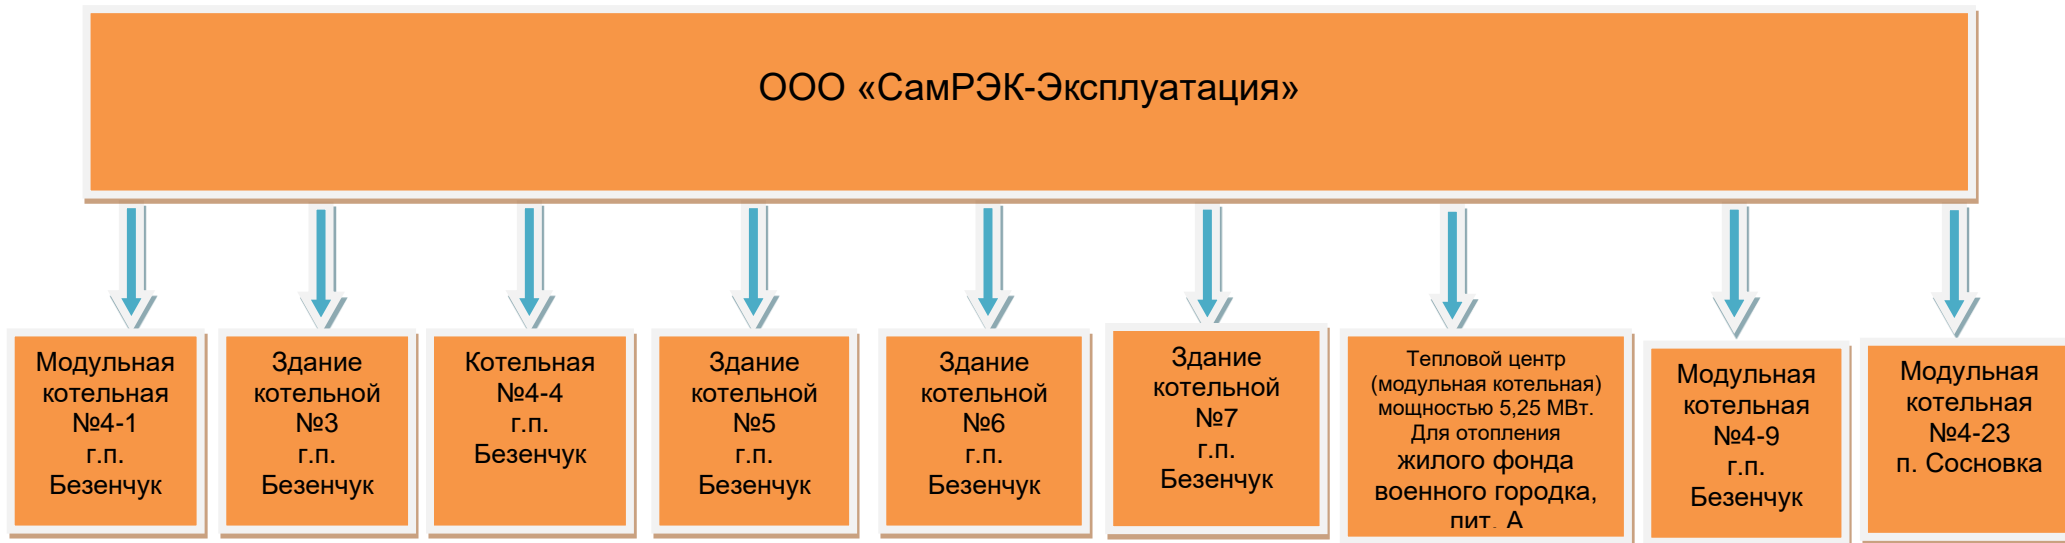 ООО «СамРЭК-Эксплуатация»
Модульная
котельная
№4-1
г.п.
Безенчук
Здание
котельной
№3
г.п.
Безенчук
Котельная
№4-4
г.п.
Безенчук
Здание
котельной
№5
г.п.
Безенчук
Здание
котельной
№6
г.п.
Безенчук
Здание
котельной
№7
г.п.
Безенчук
Тепловой центр
(модульная котельная)
мощностью 5,25 МВт.
Для отопления
жилого фонда
военного городка,
лит. А
Модульная
котельная
№4-9
г.п.
Безенчук
Модульная
котельная
№4-23
п. Сосновка